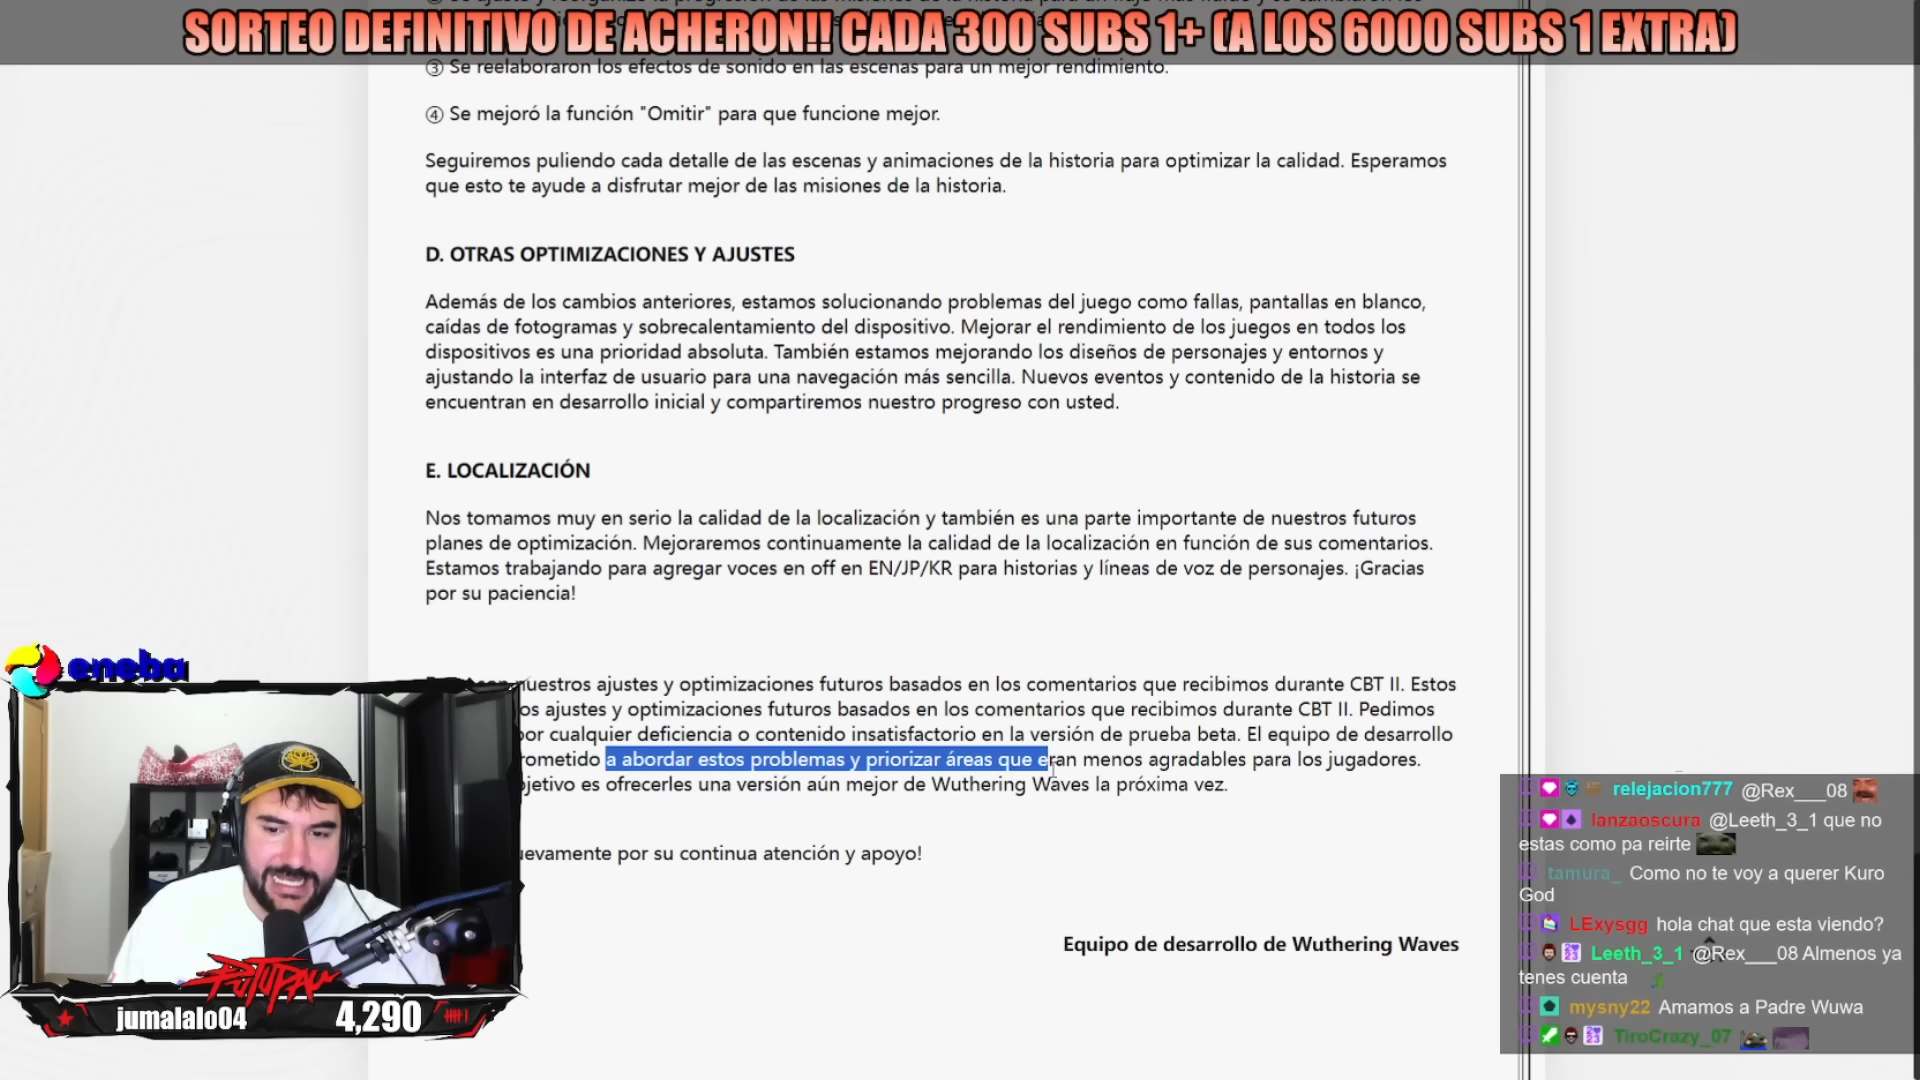 SORTEO DEFINITIVO DE ACHERON!! CADA 300 SUBS 1+ (A LOS 6000 SUBS 1 EXTRA)
③ Se reelaboraron los efectos de sonido en las escenas para un mejor rendimiento.
④ Se mejoró la función "Omitir" para que funcione mejor.
Seguiremos puliendo cada detalle de las escenas y animaciones de la historia para optimizar la calidad. Esperamos
que esto te ayude a disfrutar mejor de las misiones de la historia.
D. OTRAS OPTIMIZACIONES Y AJUSTES
Además de los cambios anteriores, estamos solucionando problemas del juego como fallas, pantallas en blanco,
caídas de fotogramas y sobrecalentamiento del dispositivo. Mejorar el rendimiento de los juegos en todos los
dispositivos es una prioridad absoluta. También estamos mejorando los diseños de personajes y entornos y
ajustando la interfaz de usuario para una navegación más sencilla. Nuevos eventos y contenido de la historia se
encuentran en desarrollo inicial y compartiremos nuestro progreso con usted.
E. LOCALIZACIÓN
Nos tomamos muy en serio la calidad de la localización y también es una parte importante de nuestros futuros
planes de optimización. Mejoraremos continuamente la calidad de la localización en función de sus comentarios.
Estamos trabajando para agregar voces en off en EN/JP/KR para historias y líneas de voz de personajes. ¡Gracias
por su paciencia!
nuestros ajustes y optimizaciones futuros basados en los comentarios que recibimos durante CBT II. Estos
os ajustes y optimizaciones futuros basados en los comentarios que recibimos durante CBT II. Pedimos
por cualquier deficiencia o contenido insatisfactorio en la versión de prueba beta. El equipo de desarrollo
rometido a abordar estos problemas y priorizar áreas que eran menos agradables para los jugadores.
jetivo es ofrecerles una versión aún mejor de Wuthering Waves la próxima vez.
uevamente por su continua atención y apoyo!
Equipo de desarrollo de Wuthering Waves
eneba
PUTUPAU
jumalalo04 4,290
relejacion777 @Rex___08
lanzaoscura @Leeth_3_1 que no
estas como pa reirte
tamura_ Como no te voy a querer Kuro
God
LExysgg hola chat que esta viendo?
Leeth_3_1 @Rex___08 Almenos ya
tenes cuenta
mysny22 Amamos a Padre Wuwa
TiroCrazy_07